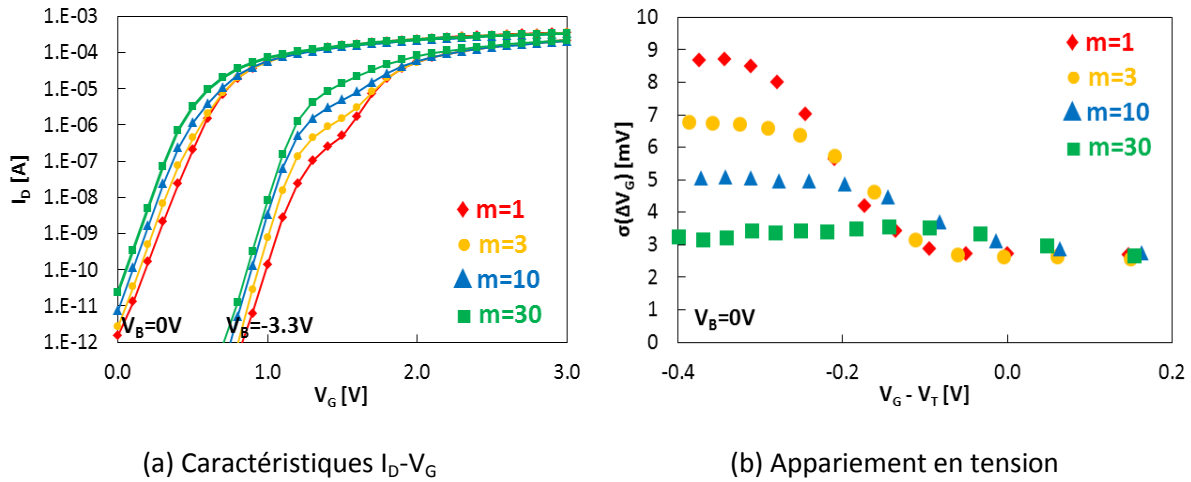 1.E-03
1.E-04
1.E-05
1.E-06
1.E-07
1.E-08
1.E-09
1.E-10
1.E-11
1.E-12
I_D [A]
m=1
m=3
m=10
m=30
V_B=0V
V_B=-3.3V
0.0
1.0
2.0
3.0
V_G [V]
(a) Caractéristiques I_D-V_G
10
9
8
7
6
5
4
3
2
1
0
σ(ΔV_G) [mV]
m=1
m=3
m=10
m=30
V_B=0V
-0.4
-0.2
0.0
0.2
V_G - V_T [V]
(b) Appariement en tension